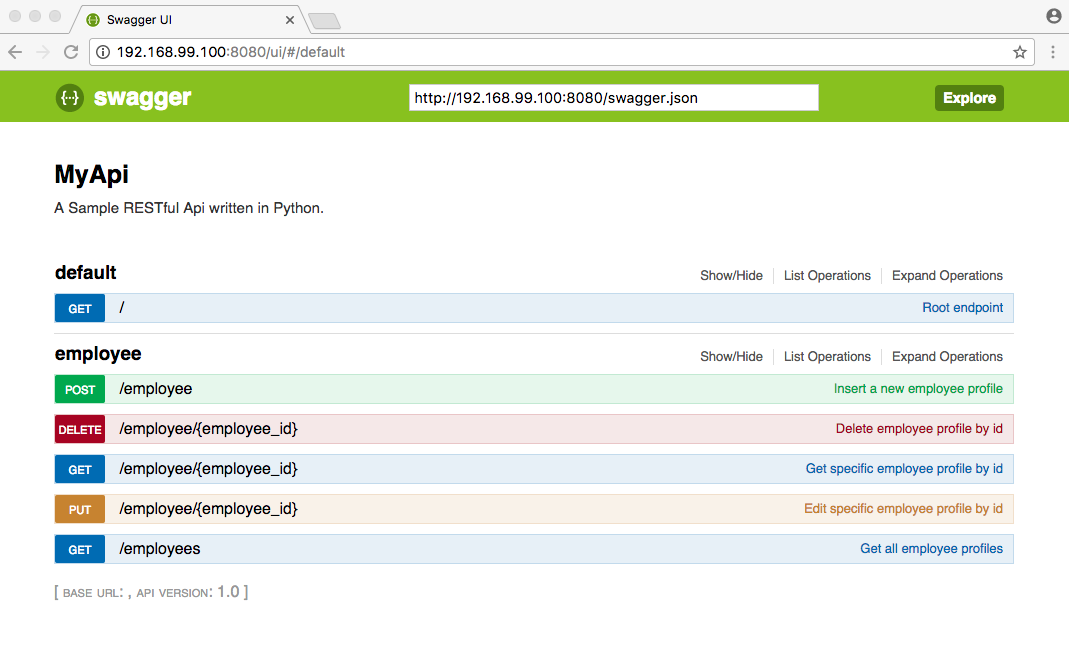 Swagger UI
192.168.99.100:8080/ui/#/default
{···} swagger http://192.168.99.100:8080/swagger.json Explore
MyApi
A Sample RESTful Api written in Python.
default Show/Hide List Operations Expand Operations
GET / Root endpoint
employee Show/Hide List Operations Expand Operations
POST /employee Insert a new employee profile
DELETE /employee/{employee_id} Delete employee profile by id
GET /employee/{employee_id} Get specific employee profile by id
PUT /employee/{employee_id} Edit specific employee profile by id
GET /employees Get all employee profiles
[ BASE URL: , API VERSION: 1.0 ]